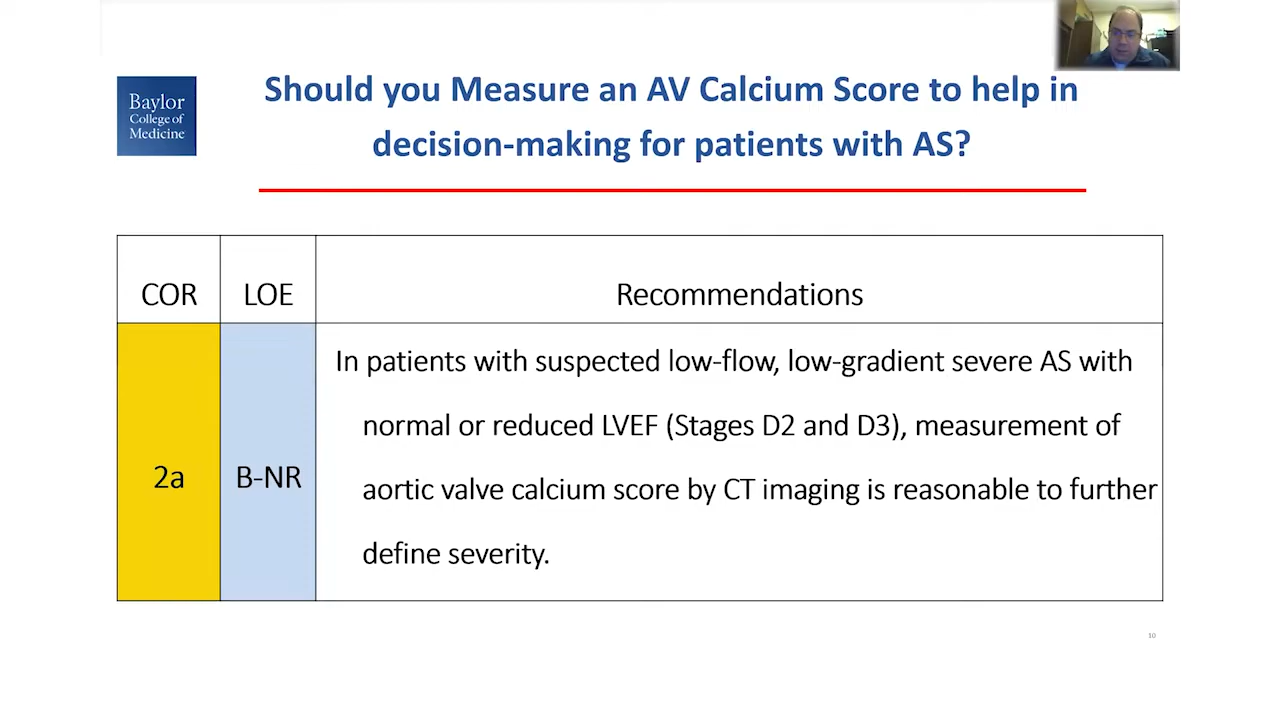 Baylor
College of
Medicine
Should you Measure an AV Calcium Score to help in
decision-making for patients with AS?
COR
LOE
Recommendations
2a
B-NR
In patients with suspected low-flow, low-gradient severe AS with
normal or reduced LVEF (Stages D2 and D3), measurement of
aortic valve calcium score by CT imaging is reasonable to further
define severity.
10